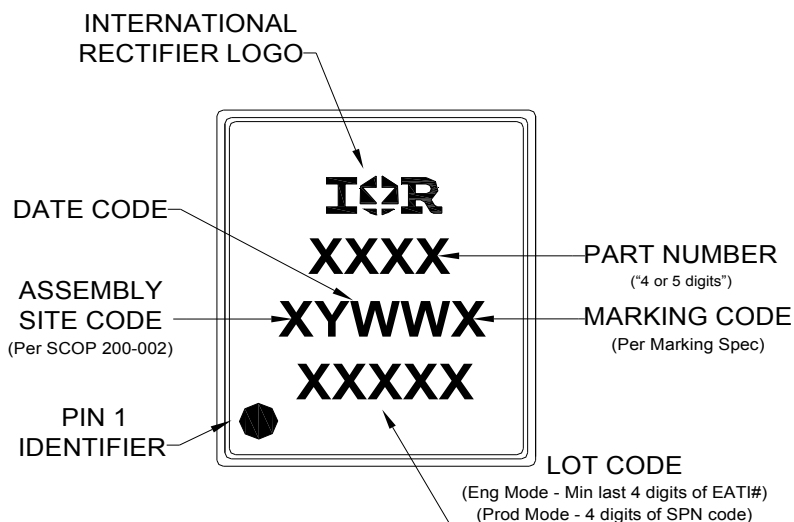 INTERNATIONAL
RECTIFIER LOGO
IOR
DATE CODE
XXXX
PART NUMBER
(“4 or 5 digits”)
ASSEMBLY
SITE CODE
(Per SCOP 200-002)
XYWWX
MARKING CODE
(Per Marking Spec)
XXXXX
PIN 1
IDENTIFIER
LOT CODE
(Eng Mode - Min last 4 digits of EATI#)
(Prod Mode - 4 digits of SPN code)